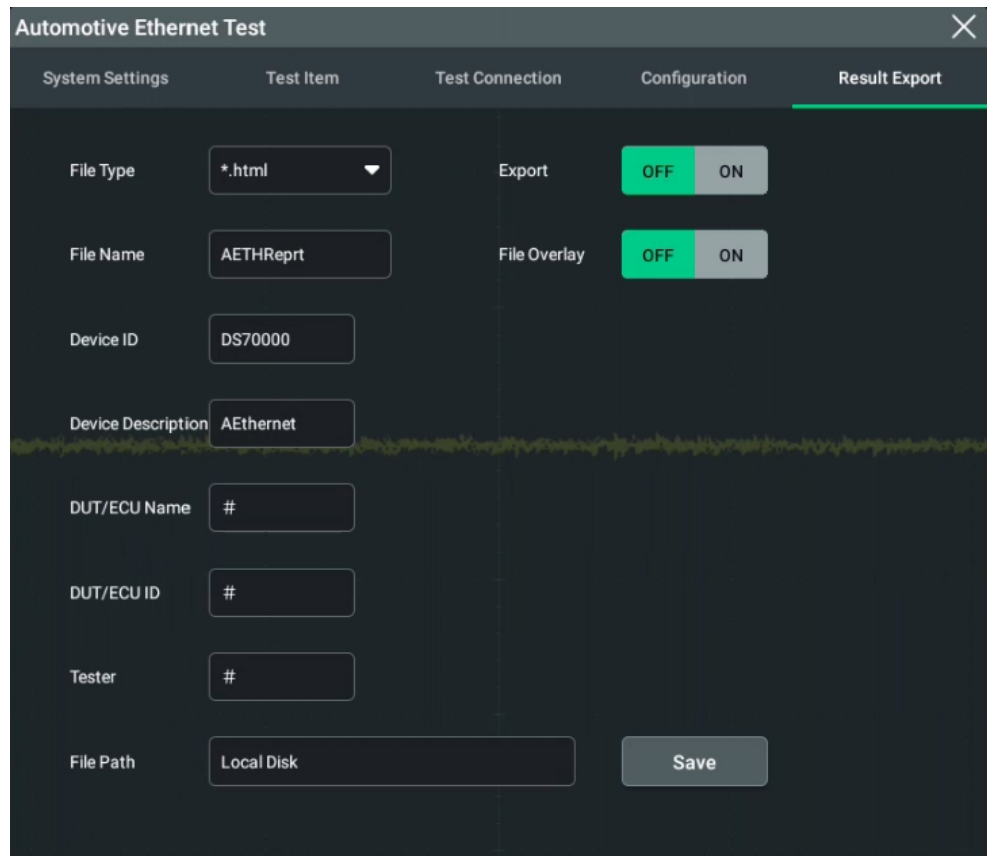 Automotive Ethernet Test
System Settings Test Item Test Connection Configuration Result Export
File Type *.html Export OFF ON
File Name AETHReprt File Overlay OFF ON
Device ID DS70000
Device Description AEthernet
DUT/ECU Name #
DUT/ECU ID #
Tester #
File Path Local Disk Save